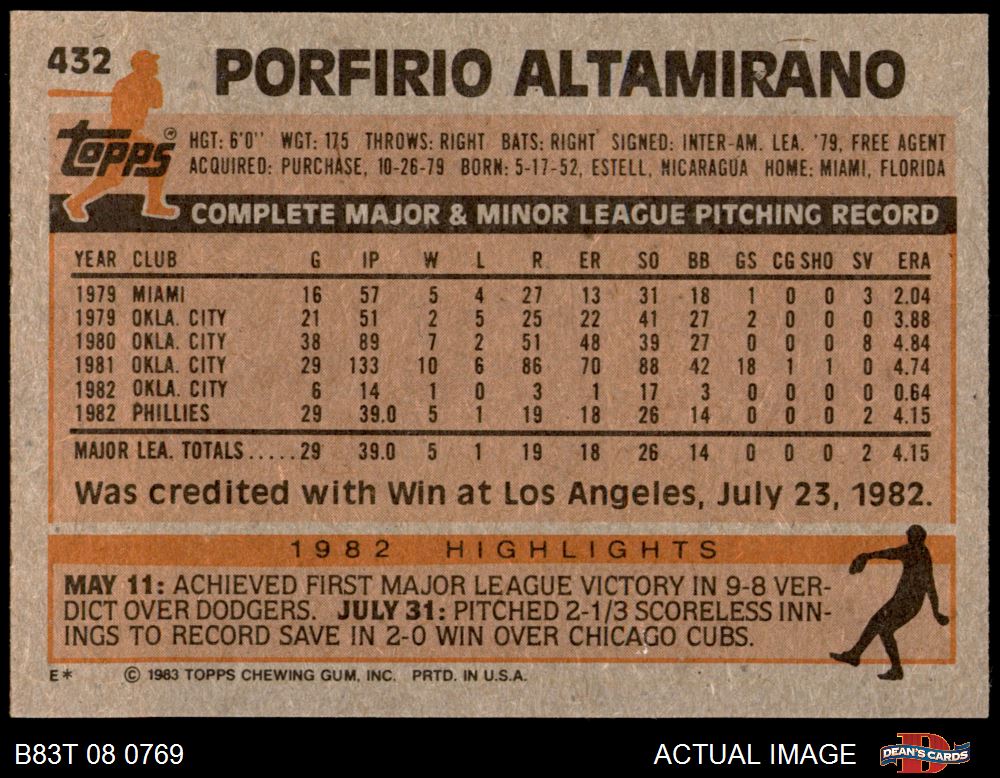 432 PORFIRIO ALTAMIRANO
Topps ® HGT: 6'0" WGT: 175 THROWS: RIGHT BATS: RIGHT SIGNED: INTER-AM. LEA. '79, FREE AGENT
ACQUIRED: PURCHASE, 10-26-79 BORN: 5-17-52, ESTELL, NICARAGUA HOME: MIAMI, FLORIDA
COMPLETE MAJOR & MINOR LEAGUE PITCHING RECORD
YEAR CLUB G IP W L R ER SO BB GS CG SHO SV ERA
1979 MIAMI 16 57 5 4 27 13 31 18 1 0 0 3 2.04
1979 OKLA. CITY 21 51 2 5 25 22 41 27 2 0 0 0 3.88
1980 OKLA. CITY 38 89 7 2 51 48 39 27 0 0 0 8 4.84
1981 OKLA. CITY 29 133 10 6 86 70 88 42 18 1 1 0 4.74
1982 OKLA. CITY 6 14 1 0 3 1 17 3 0 0 0 0 0.64
1982 PHILLIES 29 39.0 5 1 19 18 26 14 0 0 0 2 4.15
MAJOR LEA. TOTALS.....29 39.0 5 1 19 18 26 14 0 0 0 2 4.15
Was credited with Win at Los Angeles, July 23, 1982.
1982 HIGHLIGHTS
MAY 11: ACHIEVED FIRST MAJOR LEAGUE VICTORY IN 9-8 VER-
DICT OVER DODGERS. JULY 31: PITCHED 2-1/3 SCORELESS INN-
INGS TO RECORD SAVE IN 2-0 WIN OVER CHICAGO CUBS.
E* © 1983 TOPPS CHEWING GUM, INC. PRTD. IN U.S.A.
B83T 08 0769 ACTUAL IMAGE DEAN'S CARDS